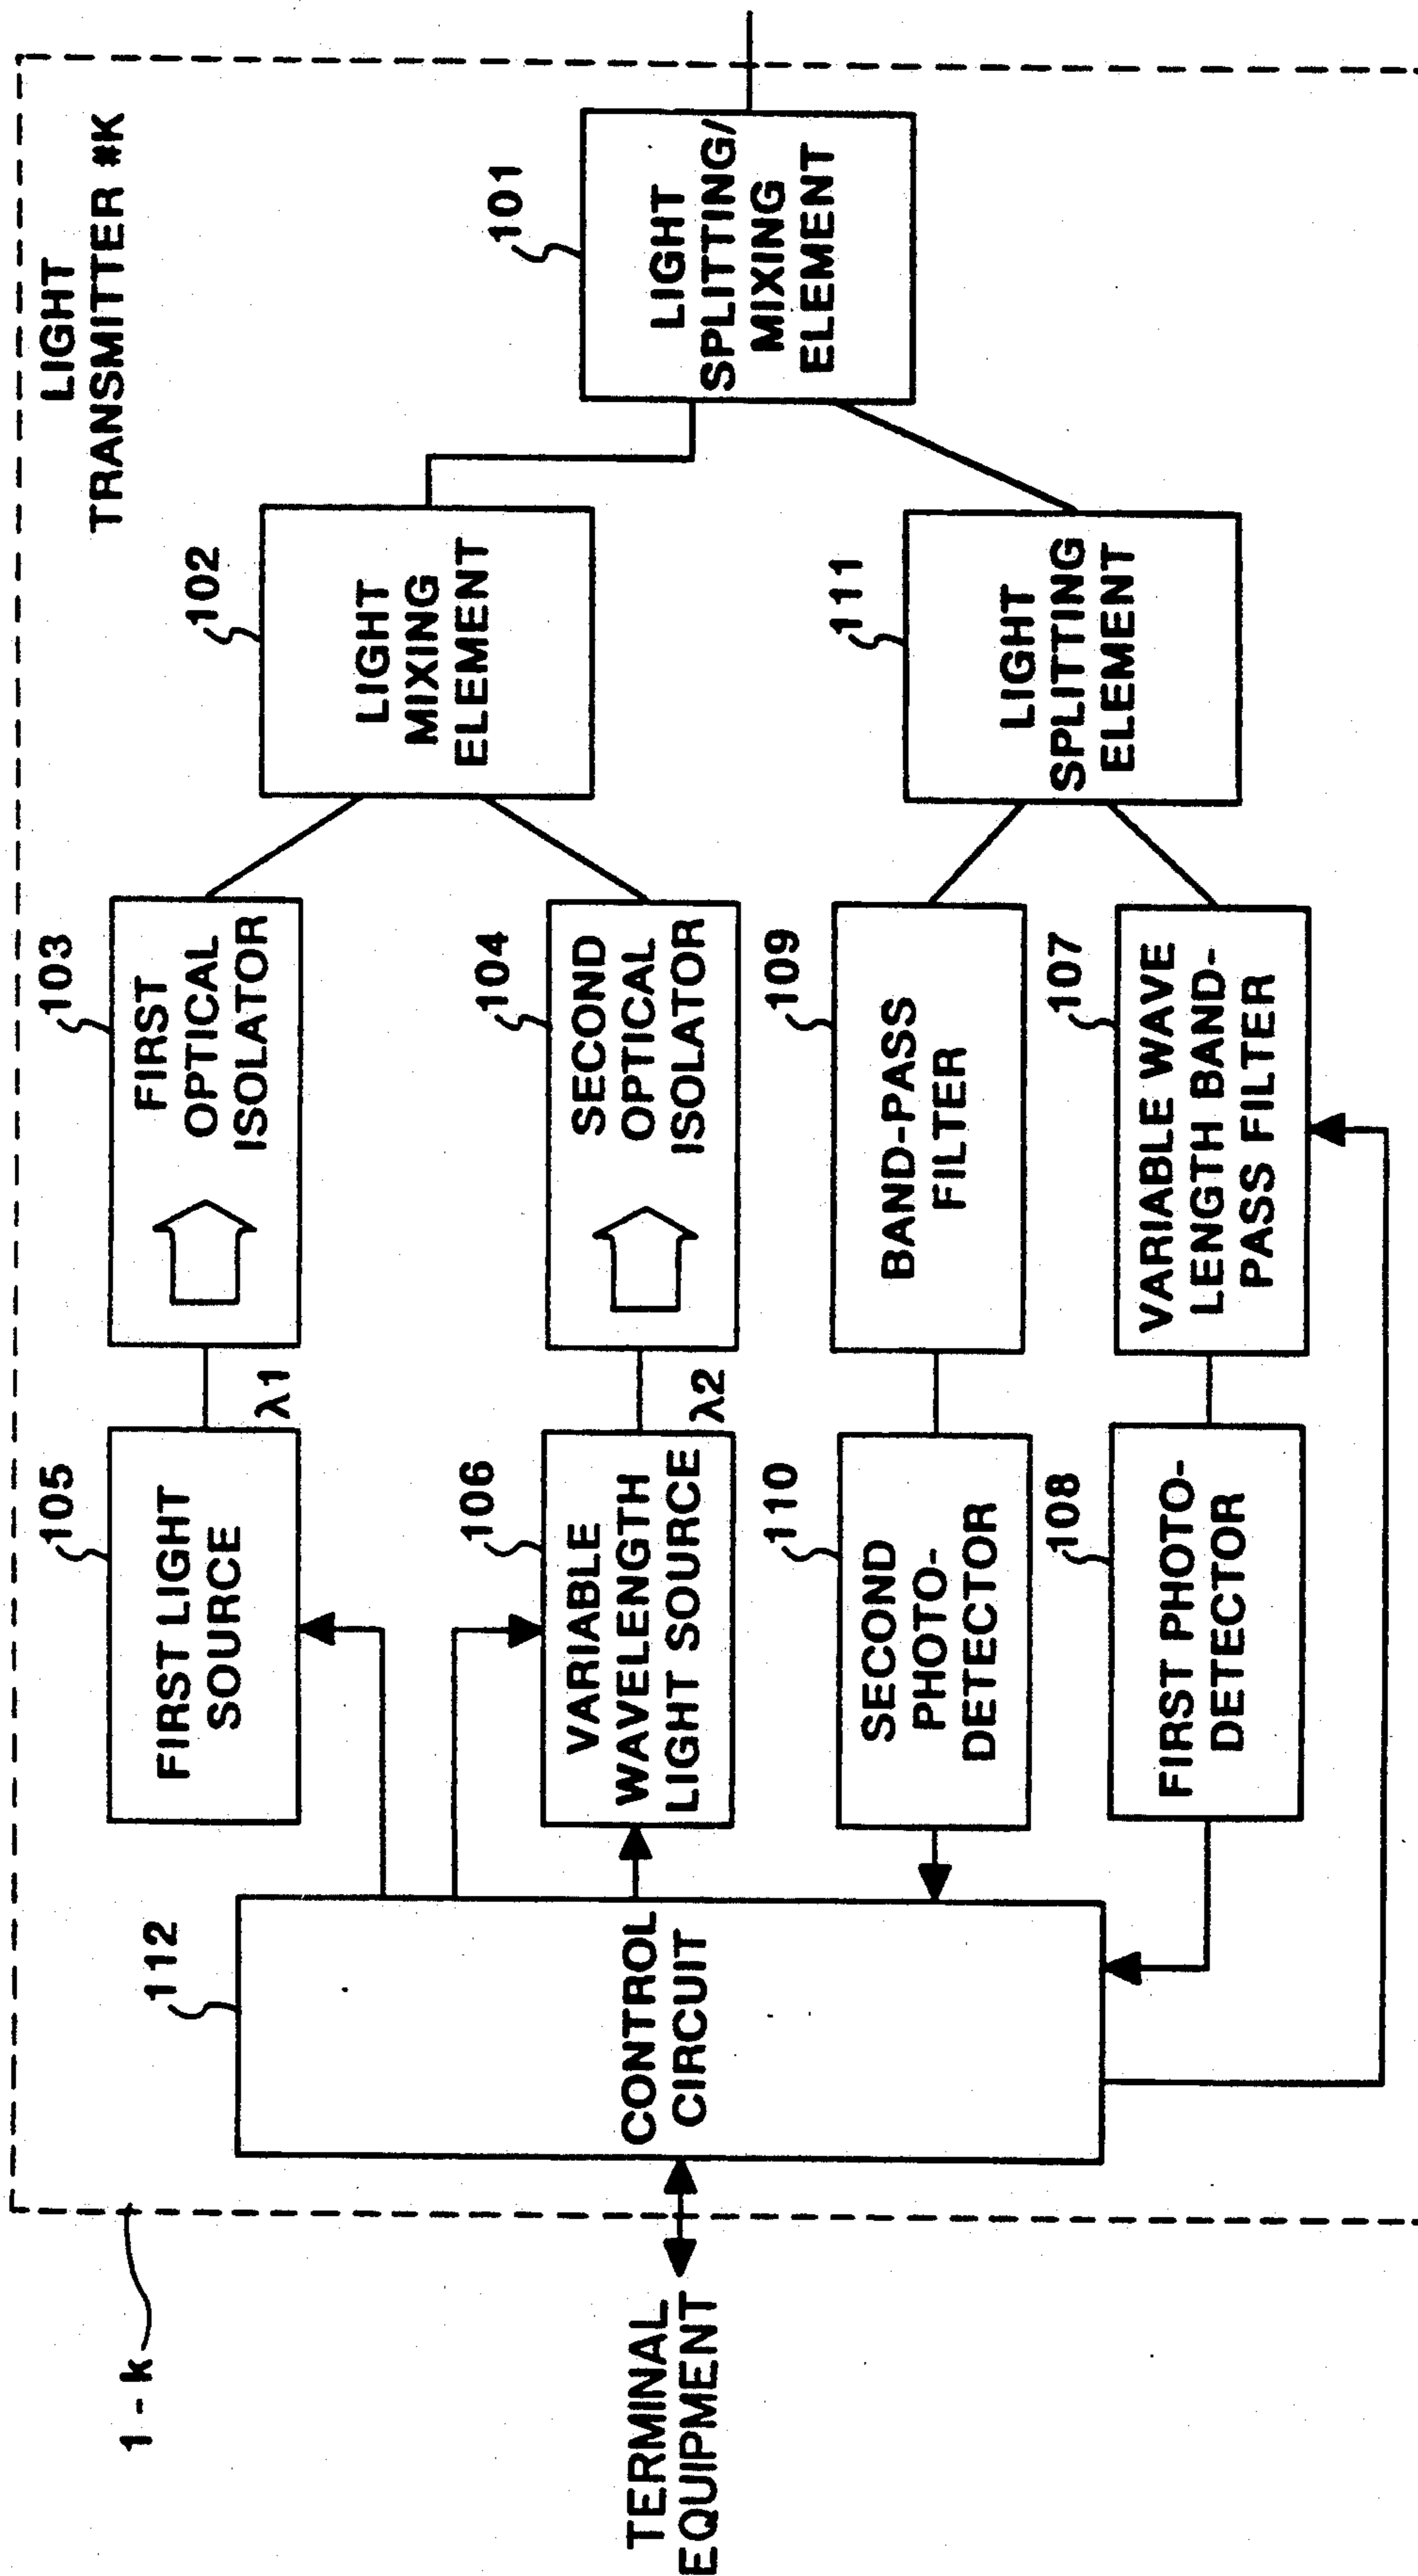 LIGHT
TRANSMITTER #K
1 - k
TERMINAL
EQUIPMENT
112
CONTROL
CIRCUIT
105
FIRST LIGHT
SOURCE
λ1
103
FIRST
OPTICAL
ISOLATOR
102
LIGHT
MIXING
ELEMENT
101
LIGHT
SPLITTING/
MIXING
ELEMENT
106
VARIABLE
WAVELENGTH
LIGHT SOURCE
λ2
104
SECOND
OPTICAL
ISOLATOR
110
SECOND
PHOTO-
DETECTOR
109
BAND-PASS
FILTER
111
LIGHT
SPLITTING
ELEMENT
108
FIRST PHOTO-
DETECTOR
107
VARIABLE WAVE
LENGTH BAND-
PASS FILTER